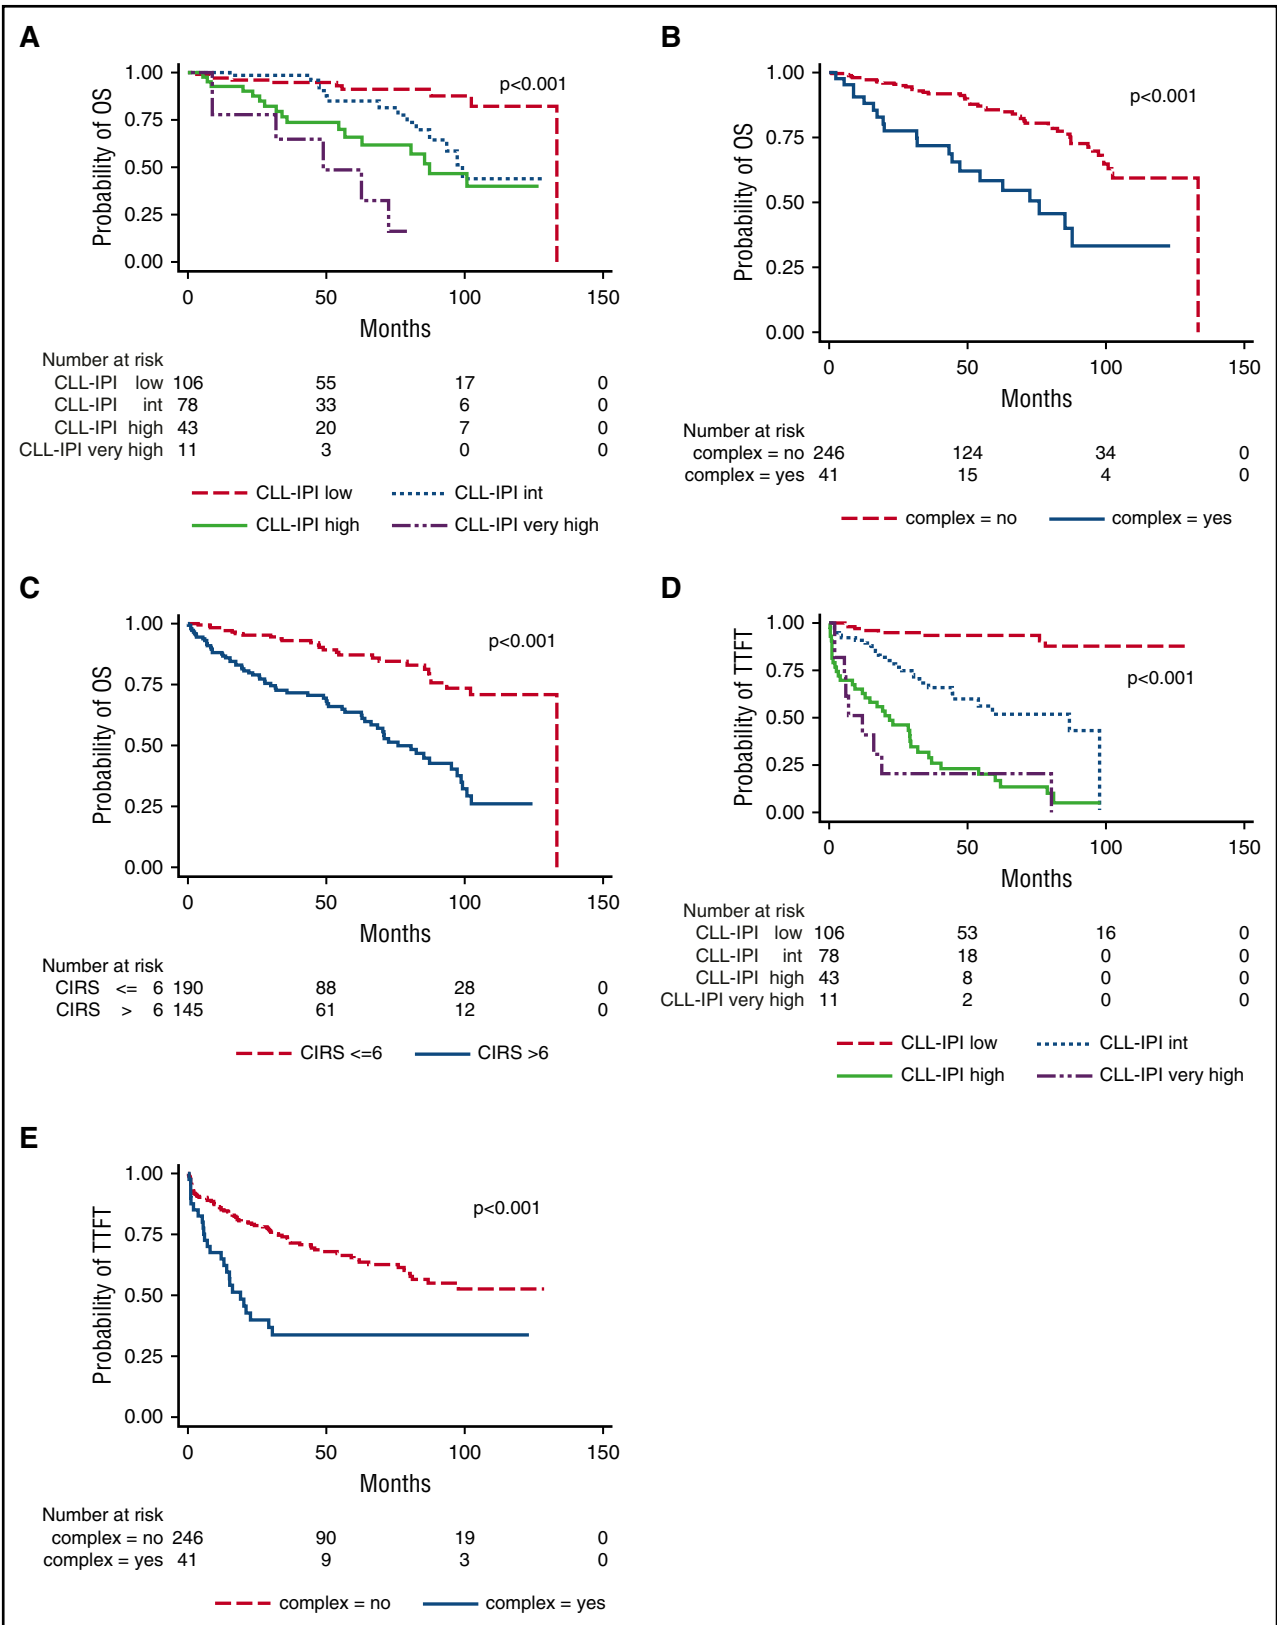 A
Probability of OS
1.00
0.75
0.50
0.25
0.00
p<0.001
0 50 100 150
Months
Number at risk
CLL-IPI low 106 55 17 0
CLL-IPI int 78 33 6 0
CLL-IPI high 43 20 7 0
CLL-IPI very high 11 3 0 0
CLL-IPI low CLL-IPI int
CLL-IPI high CLL-IPI very high
B
Probability of OS
1.00
0.75
0.50
0.25
0.00
p<0.001
0 50 100 150
Months
Number at risk
complex = no 246 124 34 0
complex = yes 41 15 4 0
complex = no complex = yes
C
Probability of OS
1.00
0.75
0.50
0.25
0.00
p<0.001
0 50 100 150
Months
Number at risk
CIRS <= 6 190 88 28 0
CIRS > 6 145 61 12 0
CIRS <=6 CIRS >6
D
Probability of TTFT
1.00
0.75
0.50
0.25
0.00
p<0.001
0 50 100 150
Months
Number at risk
CLL-IPI low 106 53 16 0
CLL-IPI int 78 18 0 0
CLL-IPI high 43 8 0 0
CLL-IPI very high 11 2 0 0
CLL-IPI low CLL-IPI int
CLL-IPI high CLL-IPI very high
E
Probability of TTFT
1.00
0.75
0.50
0.25
0.00
p<0.001
0 50 100 150
Months
Number at risk
complex = no 246 90 19 0
complex = yes 41 9 3 0
complex = no complex = yes